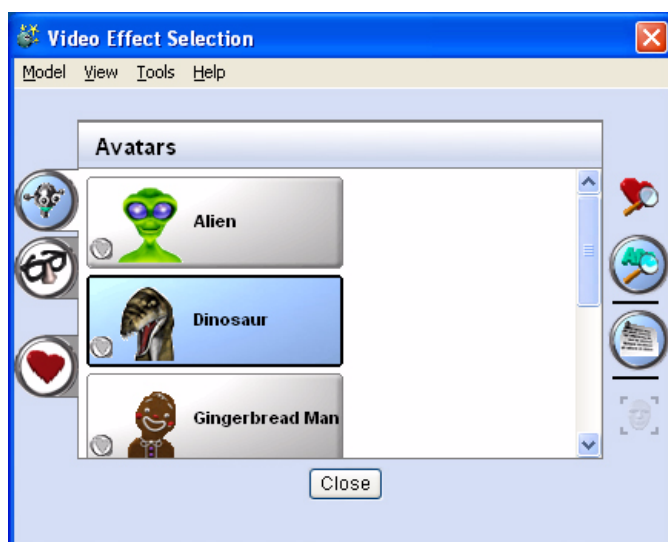 Video Effect Selection
Model View Tools Help
Avatars
Alien
Dinosaur
Gingerbread Man
Close